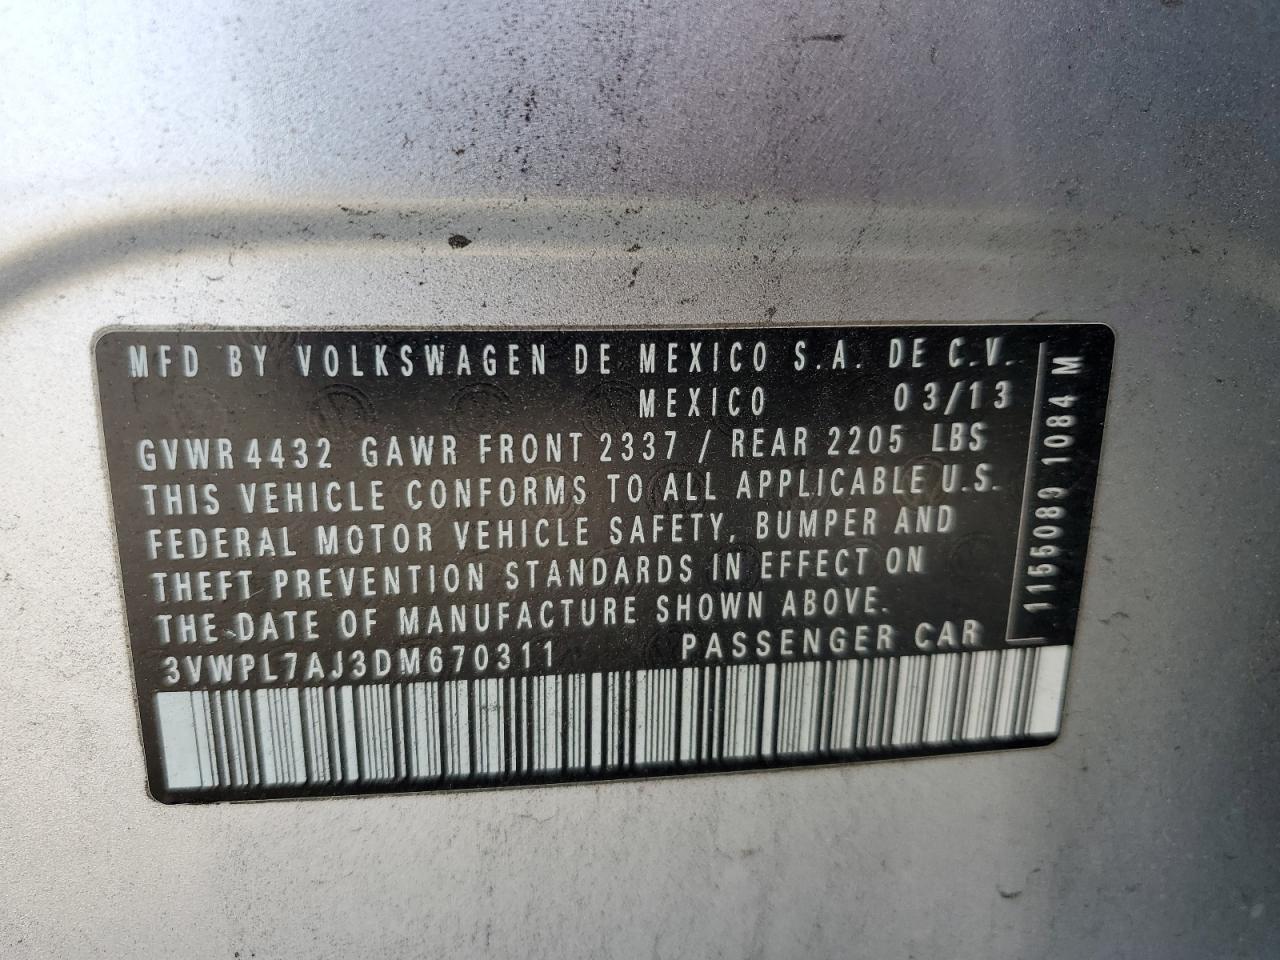 MFD BY VOLKSWAGEN DE MEXICO S.A. DE C.V.
MEXICO 03/13
GVWR 4432 GAWR FRONT 2337 / REAR 2205 LBS
THIS VEHICLE CONFORMS TO ALL APPLICABLE U.S.
FEDERAL MOTOR VEHICLE SAFETY, BUMPER AND
THEFT PREVENTION STANDARDS IN EFFECT ON
THE DATE OF MANUFACTURE SHOWN ABOVE.
3VWPL7AJ3DM670311 PASSENGER CAR
1155089 1084 M